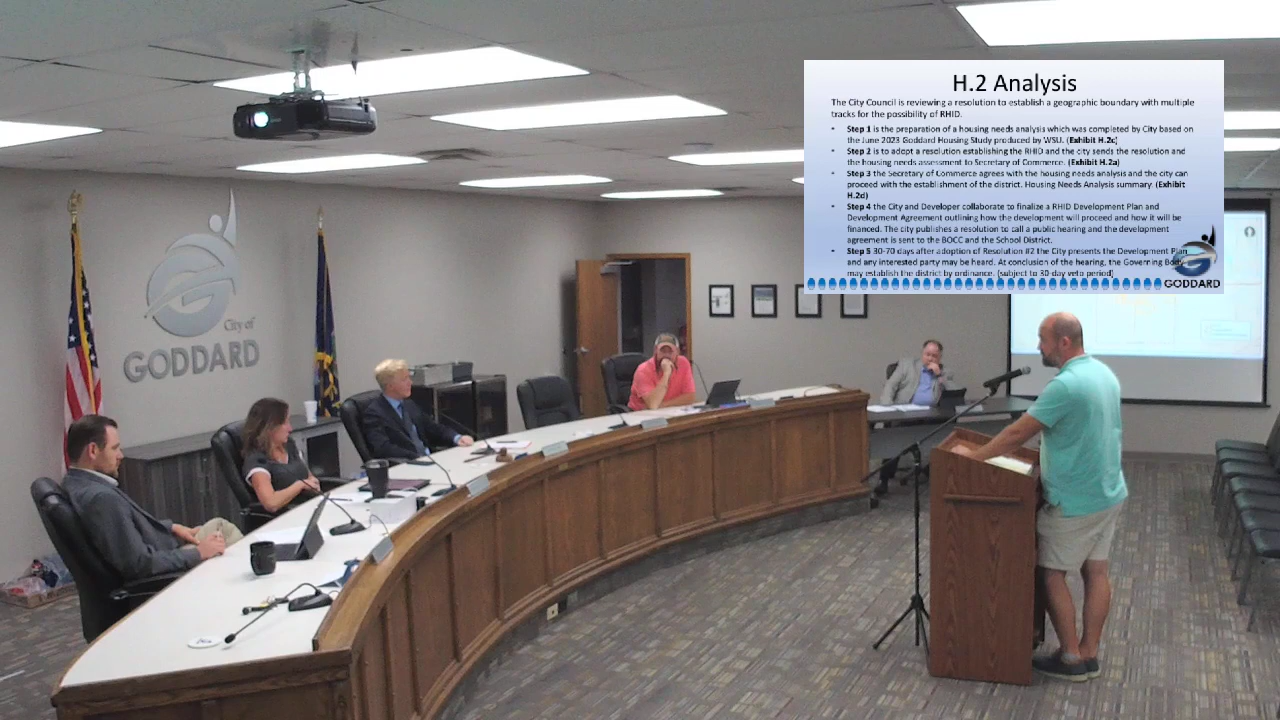 H.2 Analysis
The City Council is reviewing a resolution to establish a geographic boundary with multiple
tracks for the possibility of RHID.
• Step 1 is the preparation of a housing needs analysis which was completed by City based on
the June 2023 Goddard Housing Study produced by WSU. (Exhibit H.2c)
• Step 2 is to adopt a resolution establishing the RHID and the city sends the resolution and
the housing needs assessment to Secretary of Commerce. (Exhibit H.2a)
• Step 3 the Secretary of Commerce agrees with the housing needs analysis and the city can
proceed with the establishment of the district. Housing Needs Analysis summary. (Exhibit
H.2d)
• Step 4 the City and Developer collaborate to finalize a RHID Development Plan and
Development Agreement outlining how the development will proceed and how it will be
financed. The city publishes a resolution to call a public hearing and the development
agreement is sent to the BOCC and the School District.
• Step 5 30-70 days after adoption of Resolution #2 the City presents the Development Plan
and any interested party may be heard. At conclusion of the hearing, the Governing Body
may establish the district by ordinance. (subject to 30-day veto period)
GODDARD
City of
GODDARD